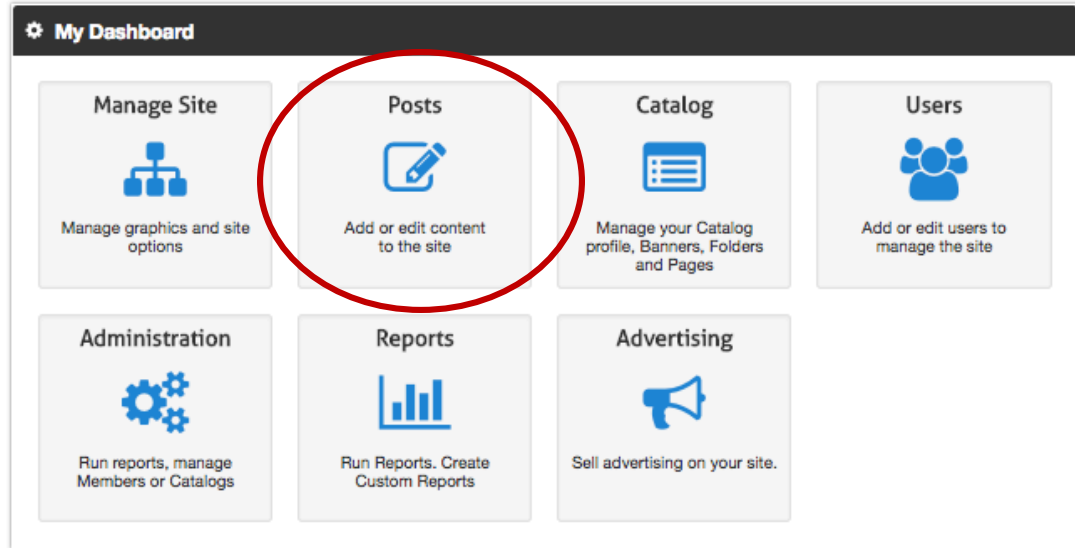 My Dashboard
Manage Site
Manage graphics and site
options
Posts
Add or edit content
to the site
Catalog
Manage your Catalog
profile, Banners, Folders
and Pages
Users
Add or edit users to
manage the site
Administration
Run reports, manage
Members or Catalogs
Reports
Run Reports. Create
Custom Reports
Advertising
Sell advertising on your site.